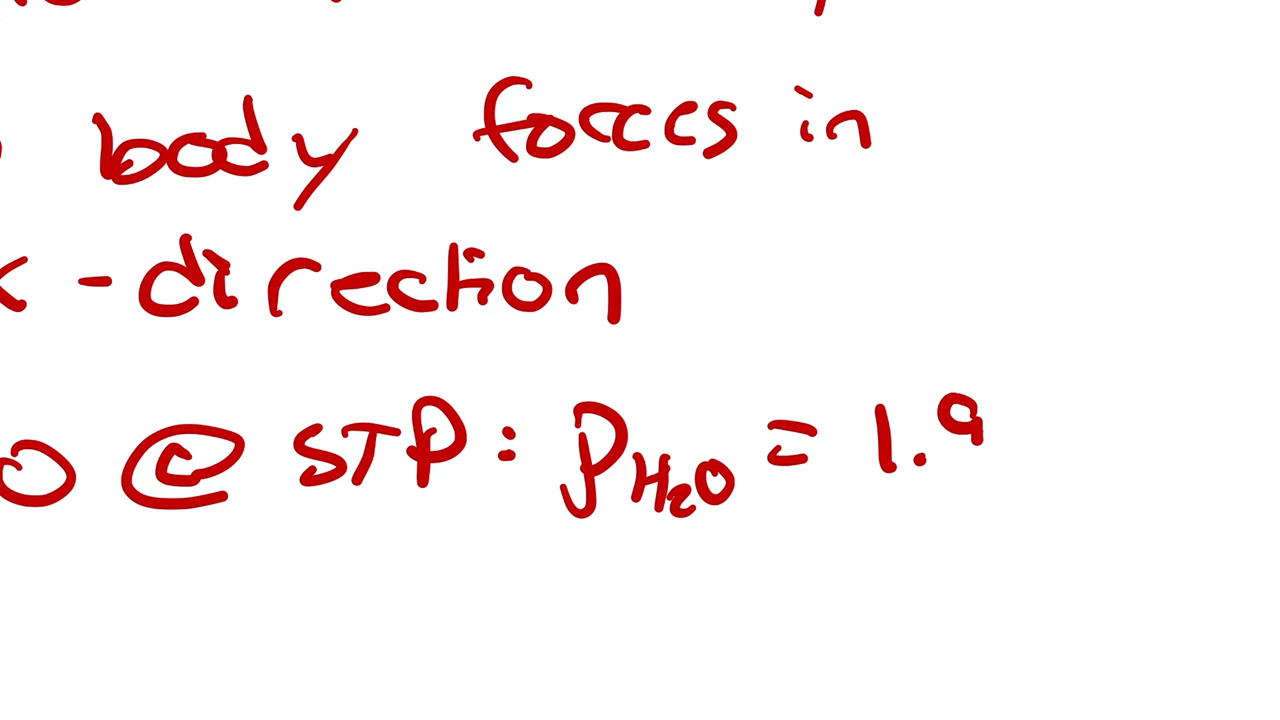 body forces in
x - direction
O @ STP : ρH₂O = 1.9